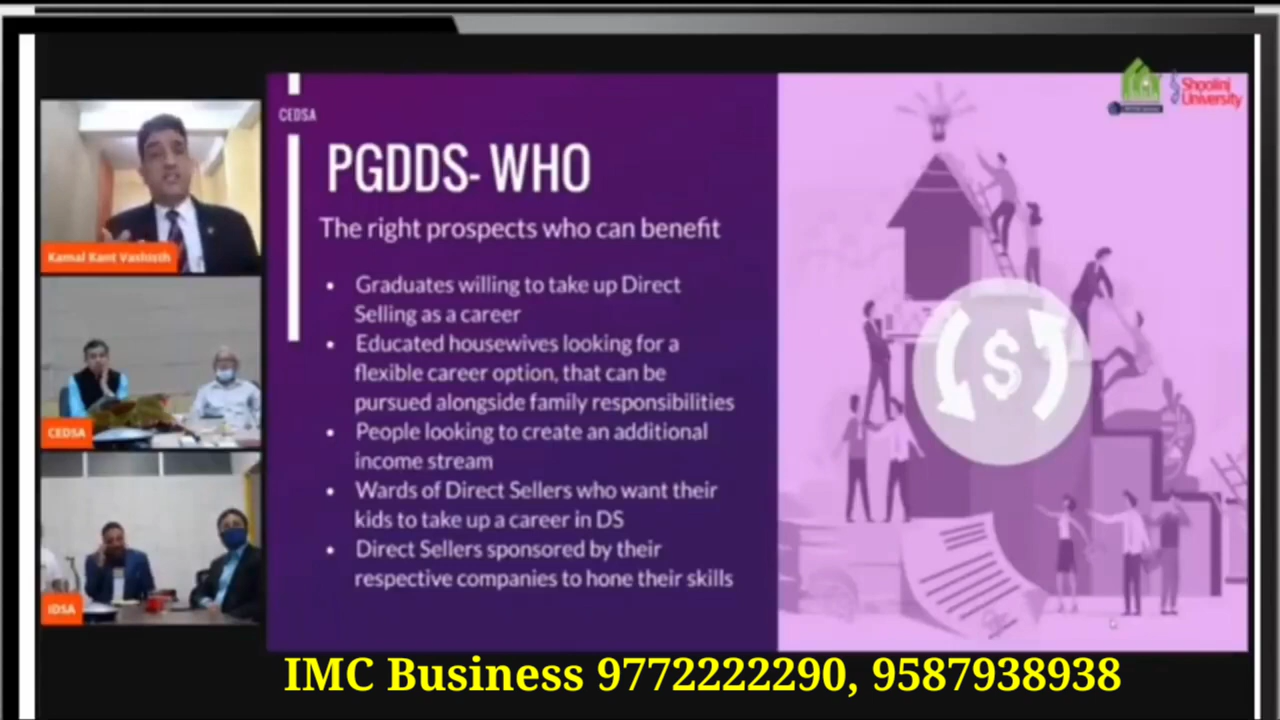 CEDSA
PGDDS- WHO
The right prospects who can benefit
• Graduates willing to take up Direct
Selling as a career
• Educated housewives looking for a
flexible career option, that can be
pursued alongside family responsibilities
• People looking to create an additional
income stream
• Wards of Direct Sellers who want their
kids to take up a career in DS
• Direct Sellers sponsored by their
respective companies to hone their skills
$
Shoolini
University
Kamal Kant Vashisth
CEDSA
IDSA
IMC Business 9772222290, 9587938938